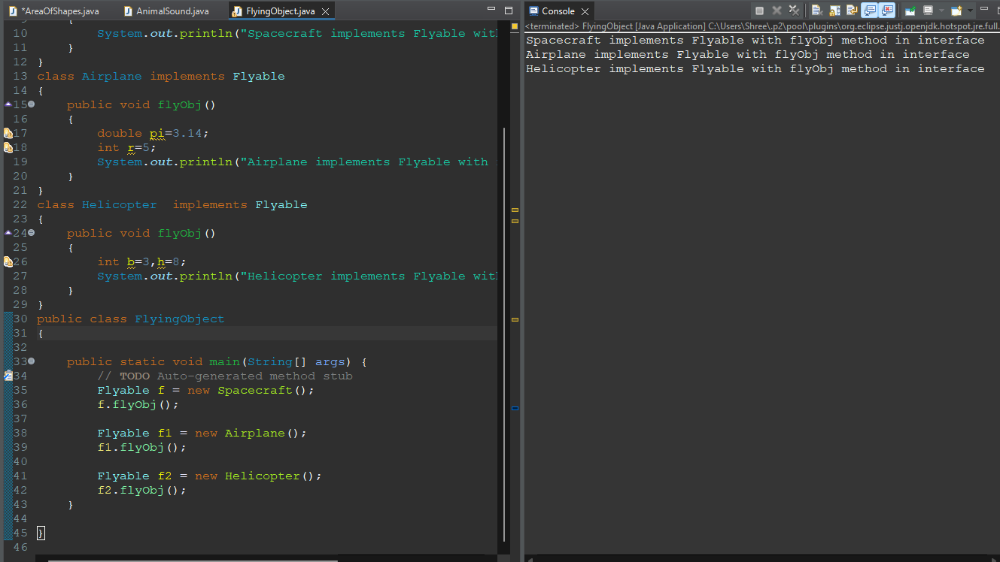 *AreaOfShapes.java AnimalSound.java FlyingObject.java
10 System.out.println("Spacecraft implements Flyable wit
11 }
12 }
13 class Airplane implements Flyable
14 {
15 public void flyObj()
16 {
17 double pi=3.14;
18 int r=5;
19 System.out.println("Airplane implements Flyable with
20 }
21 }
22 class Helicopter  implements Flyable
23 {
24 public void flyObj()
25 {
26 int b=3,h=8;
27 System.out.println("Helicopter implements Flyable wit
28 }
29 }
30 public class FlyingObject
31 {
32
33 public static void main(String[] args) {
34 // TODO Auto-generated method stub
35 Flyable f = new Spacecraft();
36 f.flyObj();
37
38 Flyable f1 = new Airplane();
39 f1.flyObj();
40
41 Flyable f2 = new Helicopter();
42 f2.flyObj();
43 }
44
45 }
46
Console
<terminated> FlyingObject [Java Application] C:\Users\Shree\.p2\pool\plugins\org.eclipse.justj.openjdk.hotspot.jre.full.
Spacecraft implements Flyable with flyObj method in interface
Airplane implements Flyable with flyObj method in interface
Helicopter implements Flyable with flyObj method in interface